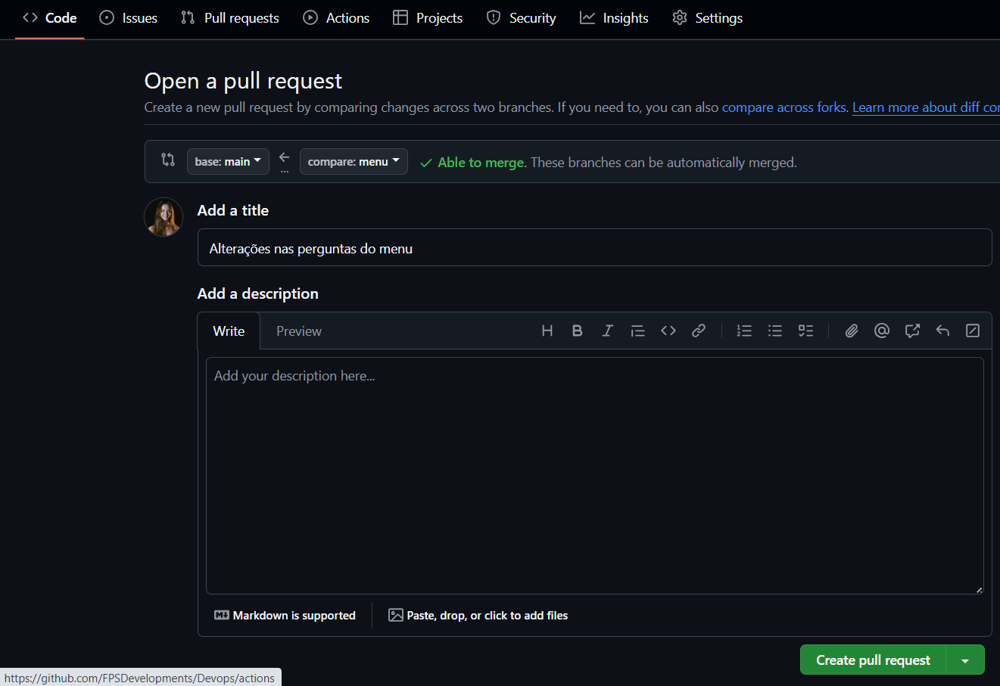 Code Issues Pull requests Actions Projects Security Insights Settings
Open a pull request
Create a new pull request by comparing changes across two branches. If you need to, you can also compare across forks. Learn more about diff
base: main compare: menu Able to merge. These branches can be automatically merged.
...
Add a title
Alterações nas perguntas do menu
Add a description
Write Preview
Add your description here...
Markdown is supported Paste, drop, or click to add files
Create pull request
https://github.com/FPSDevelopments/Devops/actions